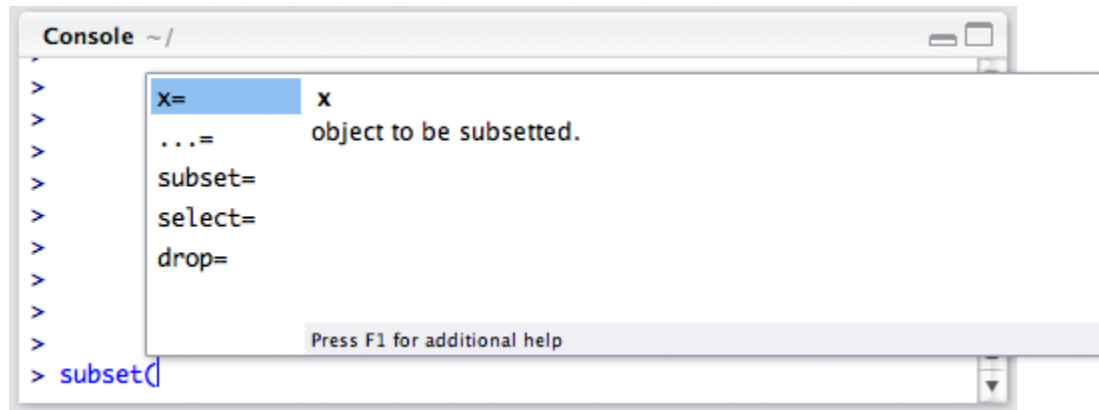 Console ~/
>
>
>
>
>
>
>
>
>
>
x=
...=
subset=
select=
drop=
x
object to be subsetted.
Press F1 for additional help
> subset(